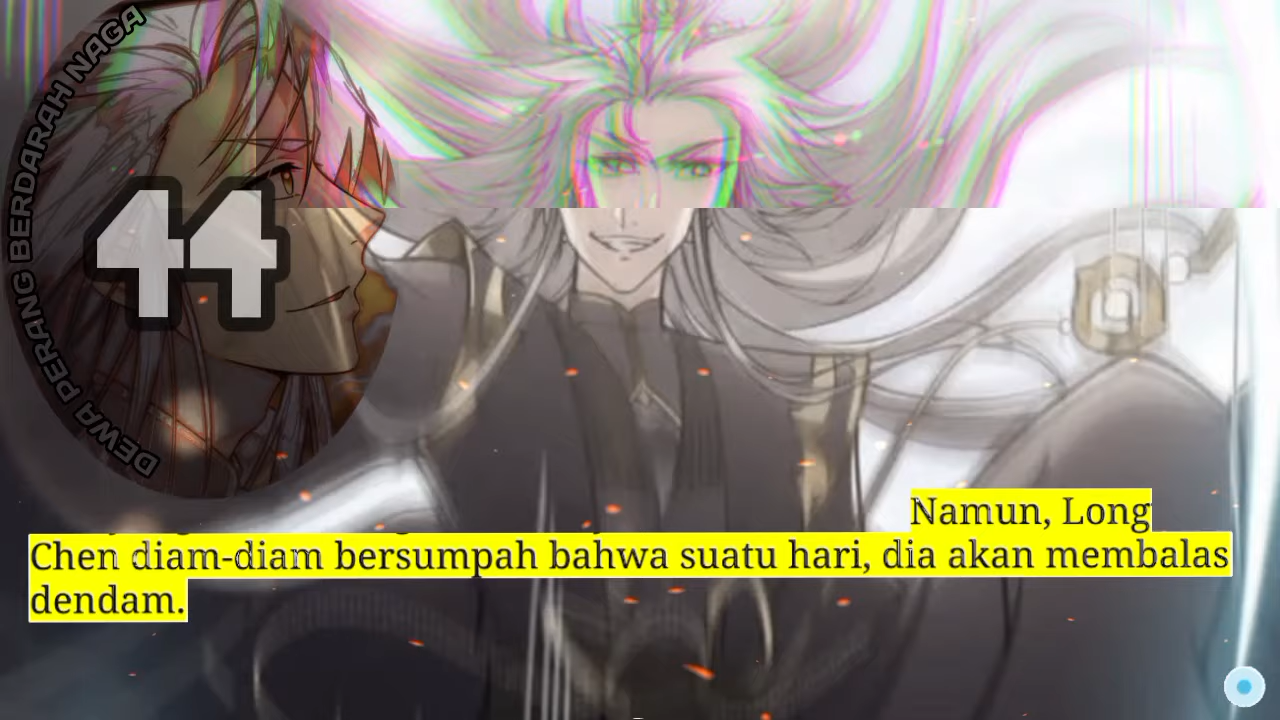 DEWA PERANG BERDARAH NAGA
44
Namun, Long
Chen diam-diam bersumpah bahwa suatu hari, dia akan membalas
dendam.